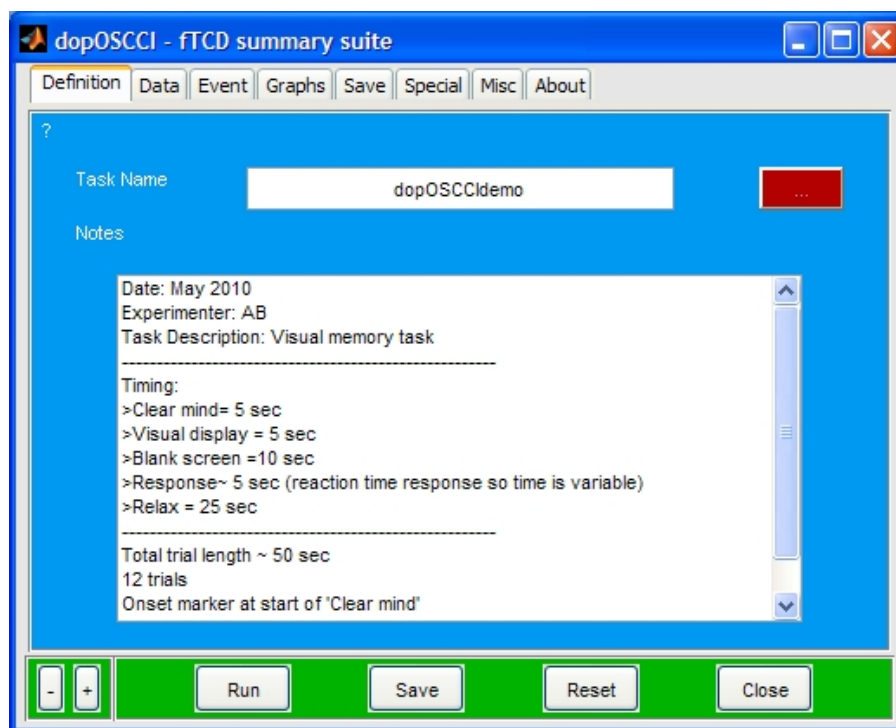 dopOSCCI - fTCD summary suite
Definition Data Event Graphs Save Special Misc About
?
Task Name dopOSCCIdemo ...
Notes
Date: May 2010
Experimenter: AB
Task Description: Visual memory task
------------------------------------------------------
Timing:
>Clear mind= 5 sec
>Visual display = 5 sec
>Blank screen =10 sec
>Response~ 5 sec (reaction time response so time is variable)
>Relax = 25 sec
------------------------------------------------------
Total trial length ~ 50 sec
12 trials
Onset marker at start of 'Clear mind'
- + Run Save Reset Close